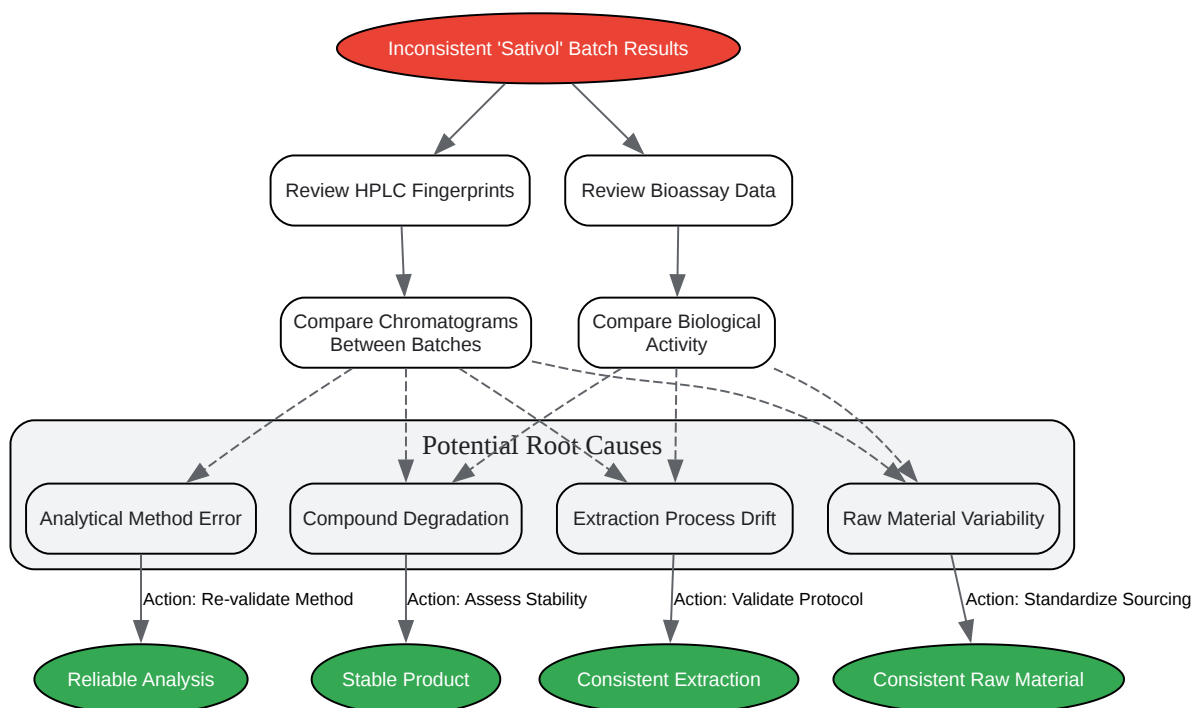 Inconsistent 'Sativol' Batch Results
Review HPLC Fingerprints
Review Bioassay Data
Compare Chromatograms
Between Batches
Compare Biological
Activity
Potential Root Causes
Analytical Method Error
Compound Degradation
Extraction Process Drift
Raw Material Variability
Action: Re-validate Method
Action: Assess Stability
Action: Validate Protocol
Action: Standardize Sourcing
Reliable Analysis
Stable Product
Consistent Extraction
Consistent Raw Material